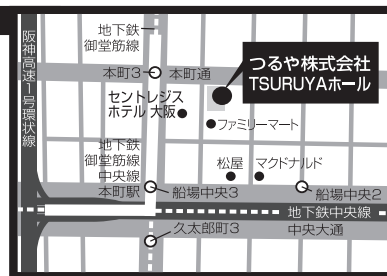 阪神高速1号環状線
地下鉄
御堂筋線
本町3
本町通
つるや株式会社
TSURUYAホール
セントレジス
ホテル 大阪
ファミリーマート
地下鉄
御堂筋線
中央線
本町駅
松屋
マクドナルド
船場中央3
船場中央2
地下鉄中央線
久太郎町3
中央大通